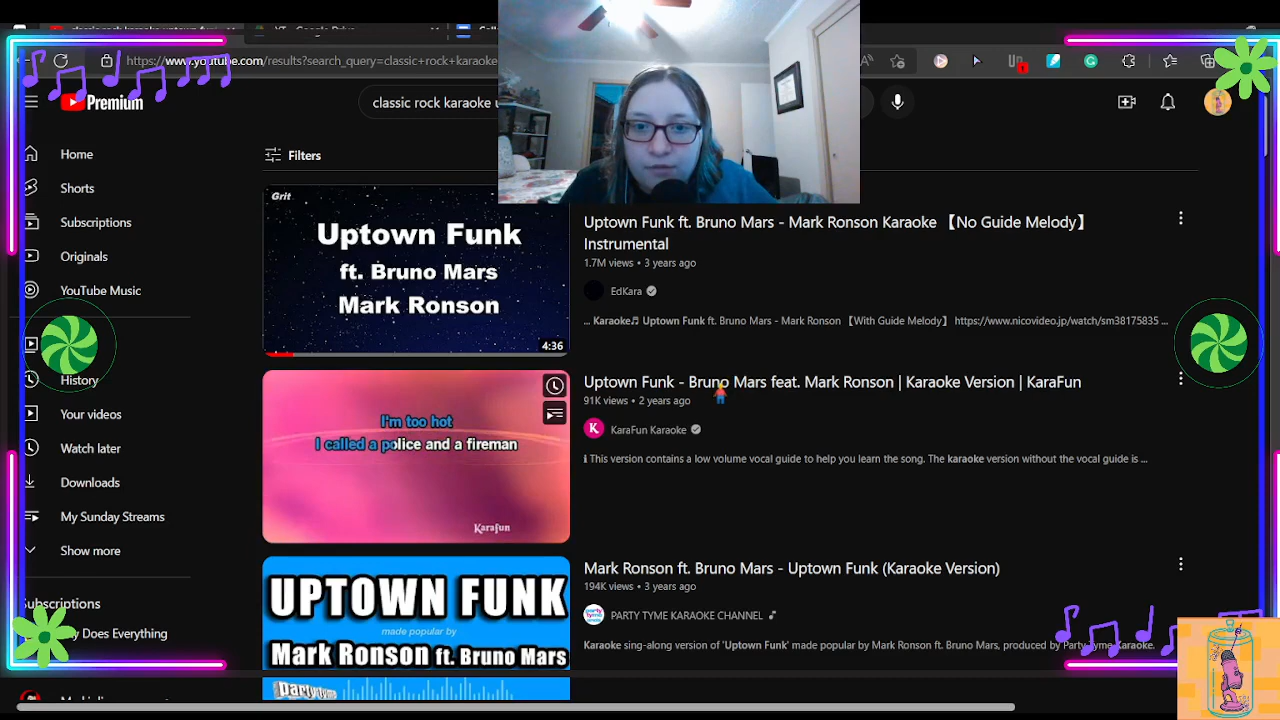 https://www.youtube.com/results?search_query=classic+rock+karaoke
Premium
classic rock karaoke
Home
Shorts
Subscriptions
Originals
YouTube Music
History
Your videos
Watch later
Downloads
My Sunday Streams
Show more
Subscriptions
Does Everything
Filters
Grit
Uptown Funk
ft. Bruno Mars
Mark Ronson
4:36
Uptown Funk ft. Bruno Mars - Mark Ronson Karaoke 【No Guide Melody】
Instrumental
1.7M views • 3 years ago
EdKara
... Karaoke♬ Uptown Funk ft. Bruno Mars - Mark Ronson 【With Guide Melody】 https://www.nicovideo.jp/watch/sm38175835 ...
I'm too hot
I called a police and a fireman
Karafun
Uptown Funk - Bruno Mars feat. Mark Ronson | Karaoke Version | KaraFun
91K views • 2 years ago
K
KaraFun Karaoke
ℹ This version contains a low volume vocal guide to help you learn the song. The karaoke version without the vocal guide is ...
UPTOWN FUNK
made popular by
Mark Ronson ft. Bruno Mars
party tyme
Mark Ronson ft. Bruno Mars - Uptown Funk (Karaoke Version)
194K views • 3 years ago
PARTY TYME KARAOKE CHANNEL
Karaoke sing-along version of 'Uptown Funk' made popular by Mark Ronson ft. Bruno Mars, produced by Party Tyme Karaoke.